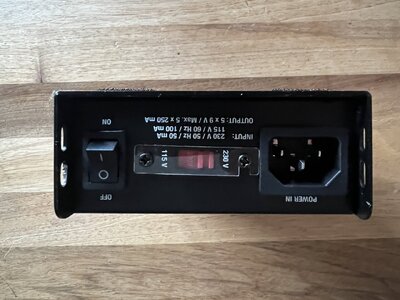 INPUT: 230 V / 50 Hz / 50 mA
115 V / 60 Hz / 100 mA
OUTPUT: 5 x 9 V / Max. 5 x 250 mA
POWER IN
230 V
115 V
OFF
ON